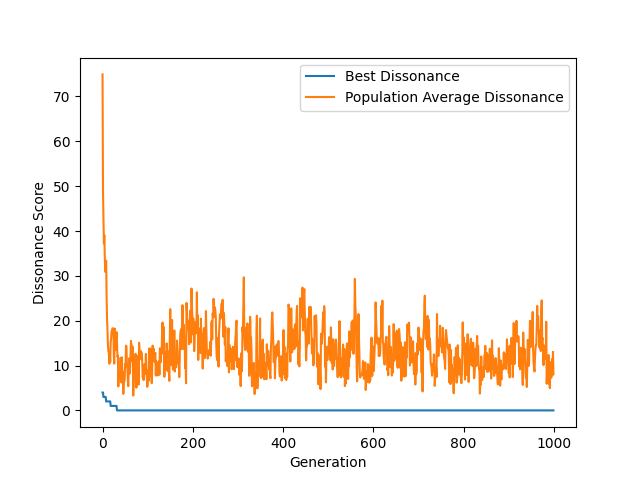 Best Dissonance
Population Average Dissonance
Dissonance Score
70
60
50
40
30
20
10
0
0 200 400 600 800 1000
Generation